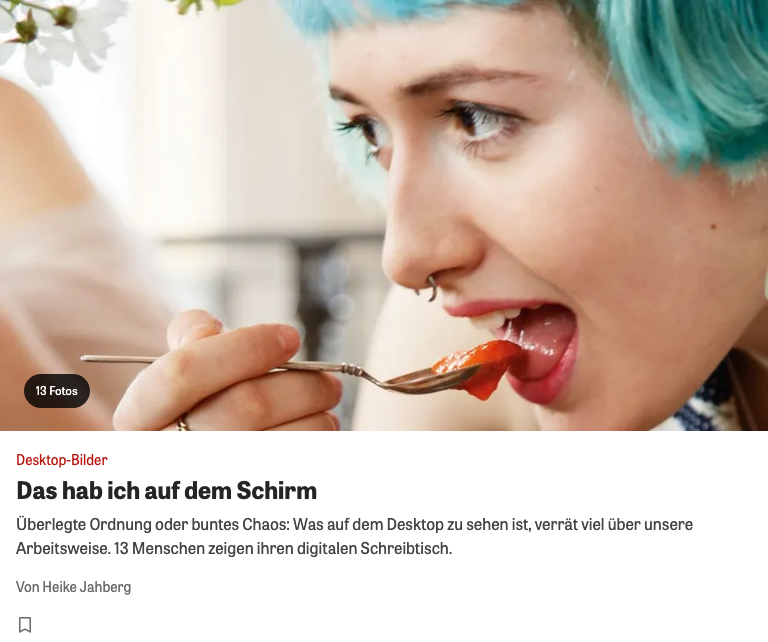 13 Fotos
Desktop-Bilder
Das hab ich auf dem Schirm
Überlegte Ordnung oder buntes Chaos: Was auf dem Desktop zu sehen ist, verrät viel über unsere
Arbeitsweise. 13 Menschen zeigen ihren digitalen Schreibtisch.
Von Heike Jahberg